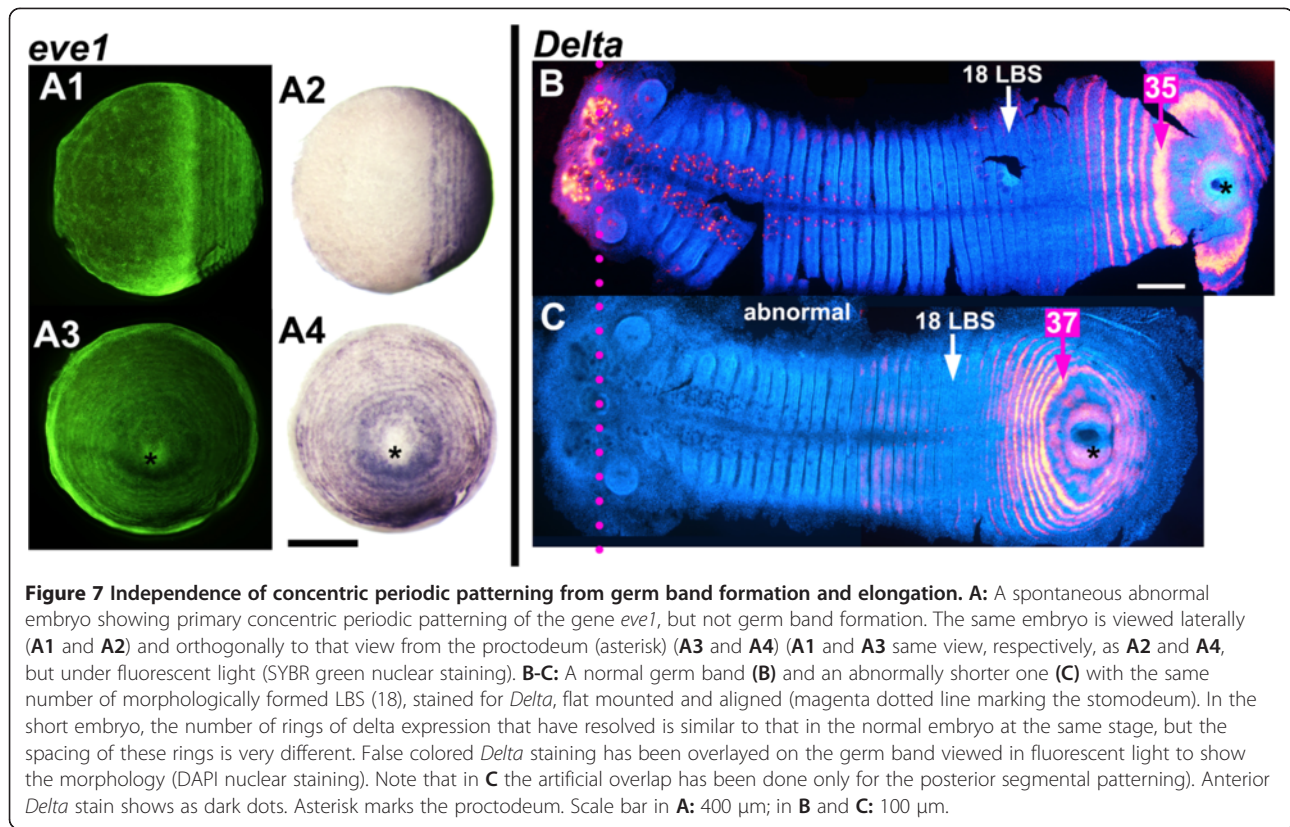 eve1
Delta
A1
A2
A3
*
A4
*
B
18 LBS
35
*
C
abnormal
18 LBS
37
*
Figure 7 Independence of concentric periodic patterning from germ band formation and elongation. A: A spontaneous abnormal
embryo showing primary concentric periodic patterning of the gene eve1, but not germ band formation. The same embryo is viewed laterally
(A1 and A2) and orthogonally to that view from the proctodeum (asterisk) (A3 and A4) (A1 and A3 same view, respectively, as A2 and A4,
but under fluorescent light (SYBR green nuclear staining). B-C: A normal germ band (B) and an abnormally shorter one (C) with the same
number of morphologically formed LBS (18), stained for Delta, flat mounted and aligned (magenta dotted line marking the stomodeum). In the
short embryo, the number of rings of delta expression that have resolved is similar to that in the normal embryo at the same stage, but the
spacing of these rings is very different. False colored Delta staining has been overlayed on the germ band viewed in fluorescent light to show
the morphology (DAPI nuclear staining). Note that in C the artificial overlap has been done only for the posterior segmental patterning). Anterior
Delta stain shows as dark dots. Asterisk marks the proctodeum. Scale bar in A: 400 μm; in B and C: 100 μm.